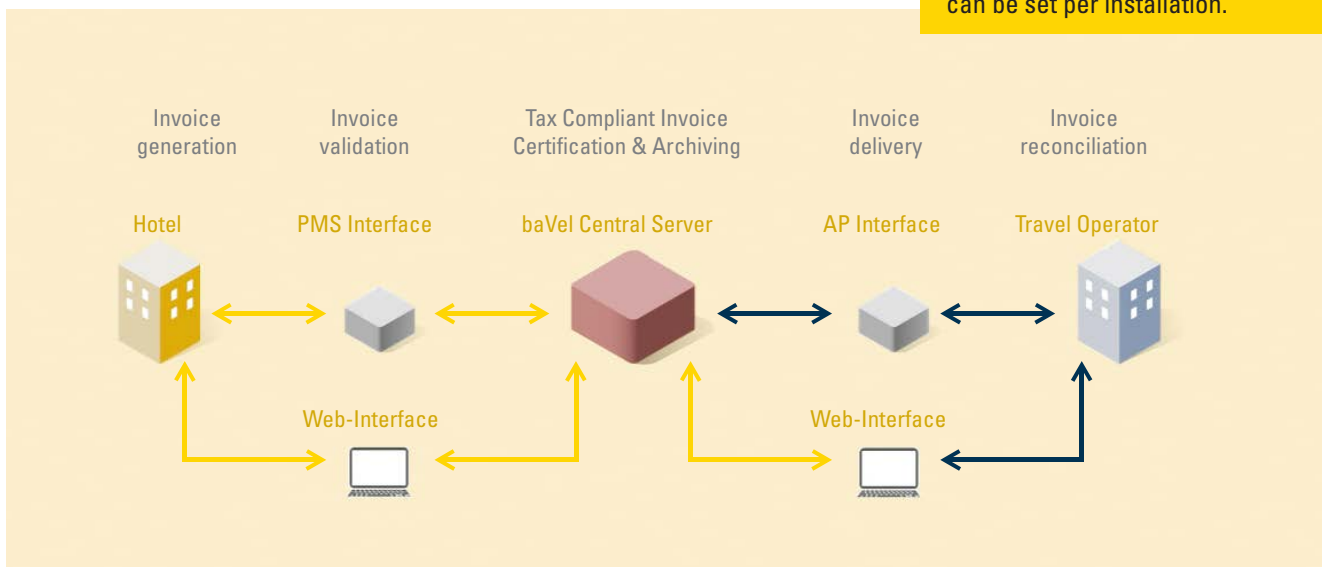 can be set per installation.
Invoice
generation
Invoice
validation
Tax Compliant Invoice
Certification & Archiving
Invoice
delivery
Invoice
reconciliation
Hotel
PMS Interface
baVel Central Server
AP Interface
Travel Operator
Web-Interface
Web-Interface